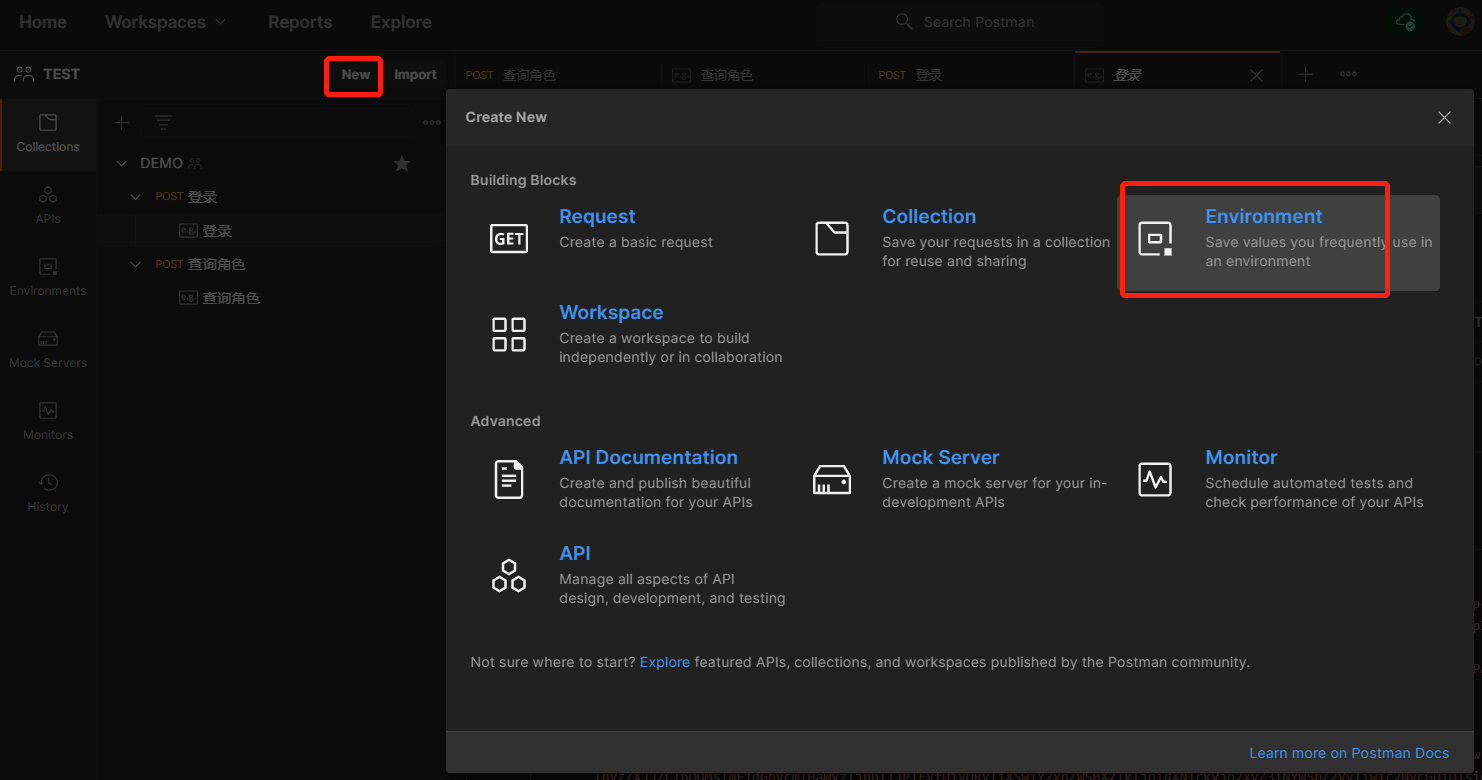 Home Workspaces Reports Explore Search Postman
TEST New Import POST 查询角色 e.g. 查询角色 POST 登录 e.g. 登录
Create New
Collections
APIs
Environments
Mock Servers
Monitors
History
DEMO
POST 登录
e.g. 登录
POST 查询角色
e.g. 查询角色
Building Blocks
GET
Request
Create a basic request
Collection
Save your requests in a collection
for reuse and sharing
Environment
Save values you frequently use in
an environment
Workspace
Create a workspace to build
independently or in collaboration
Advanced
API Documentation
Create and publish beautiful
documentation for your APIs
Mock Server
Create a mock server for your in-
development APIs
Monitor
Schedule automated tests and
check performance of your APIs
API
Manage all aspects of API
design, development, and testing
Not sure where to start? Explore featured APIs, collections, and workspaces published by the Postman community.
Learn more on Postman Docs